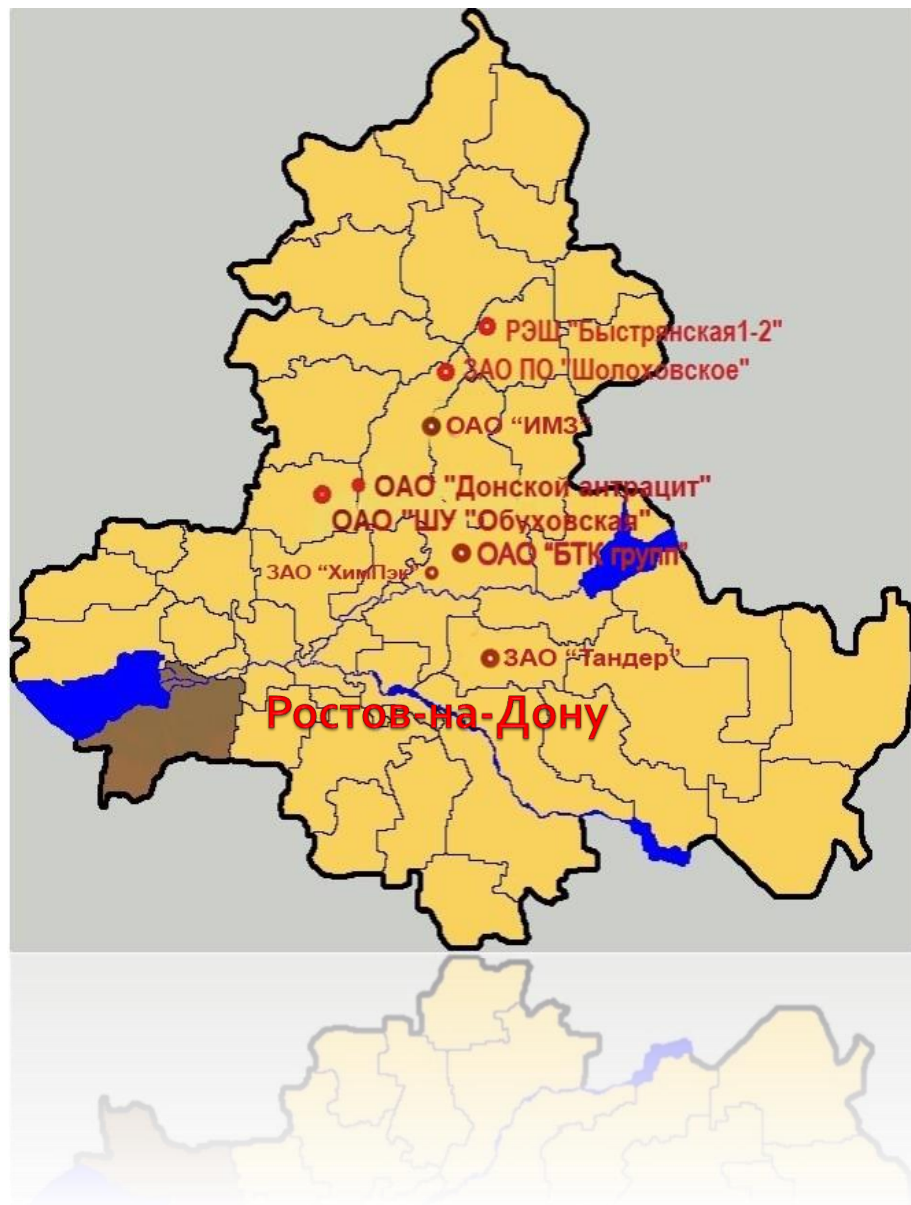 РЭШ "Быстрянская1-2"
ЗАО ПО "Шолоховское"
ОАО “ИМЗ”
ОАО "Донской антрацит"
ОАО "ШУ "Обуховская"
ОАО “БТК групп”
ЗАО “ХимПэк”
ЗАО “Тандер”
Ростов-на-Дону